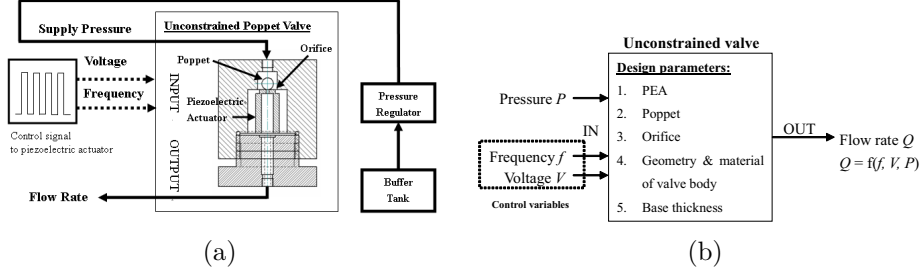 Unconstrained Poppet Valve
Supply Pressure
Orifice
Poppet
Voltage
Frequency
INPUT
Piezoelectric
Actuator
Pressure
Regulator
Control signal
to piezoelectric actuator
OUTPUT
Flow Rate
Buffer
Tank
(a)
Unconstrained valve
Design parameters:
1. PEA
2. Poppet
3. Orifice
4. Geometry & material
of valve body
5. Base thickness
Pressure P
IN
Frequency f
Voltage V
Control variables
OUT
Flow rate Q
Q = f(f, V, P)
(b)